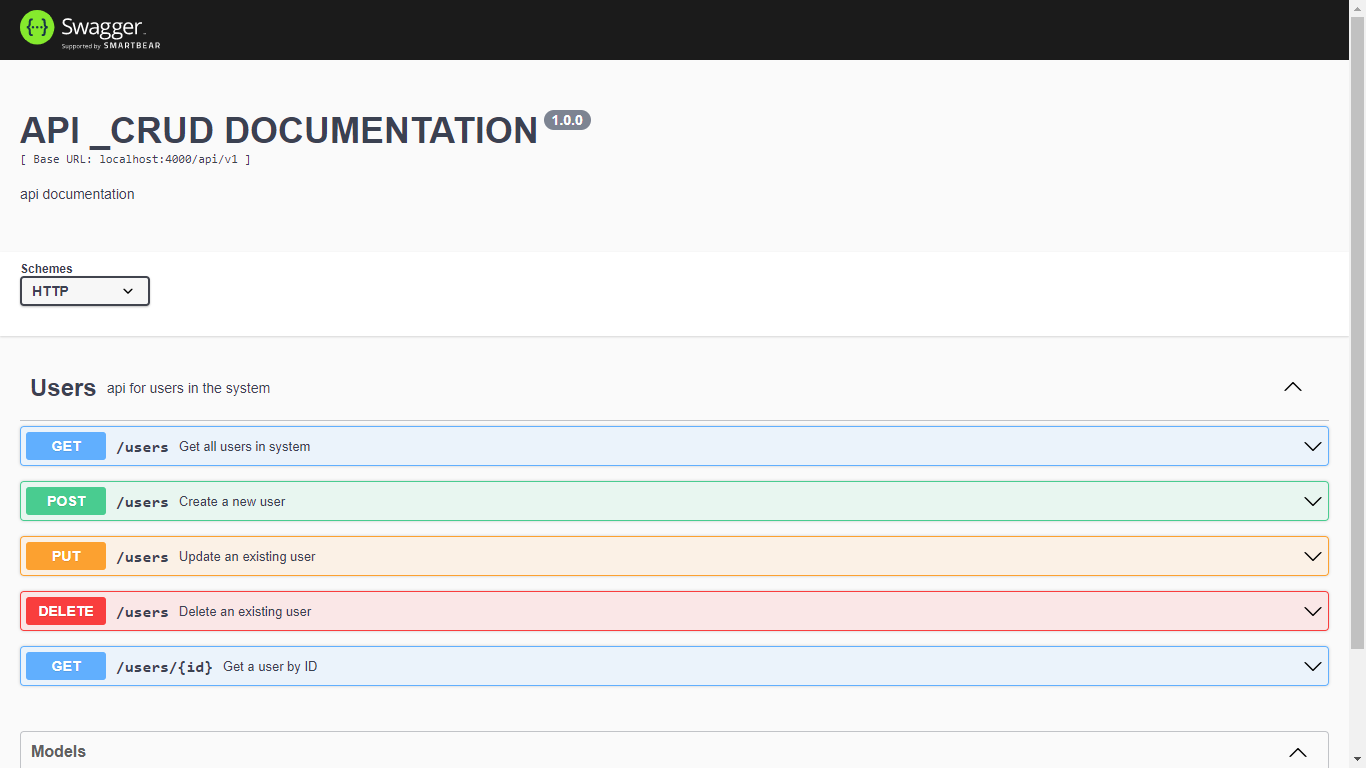 {···} Swagger™
Supported by SMARTBEAR
API _CRUD DOCUMENTATION 1.0.0
[ Base URL: localhost:4000/api/v1 ]
api documentation
Schemes
HTTP
Users api for users in the system
GET /users Get all users in system
POST /users Create a new user
PUT /users Update an existing user
DELETE /users Delete an existing user
GET /users/{id} Get a user by ID
Models